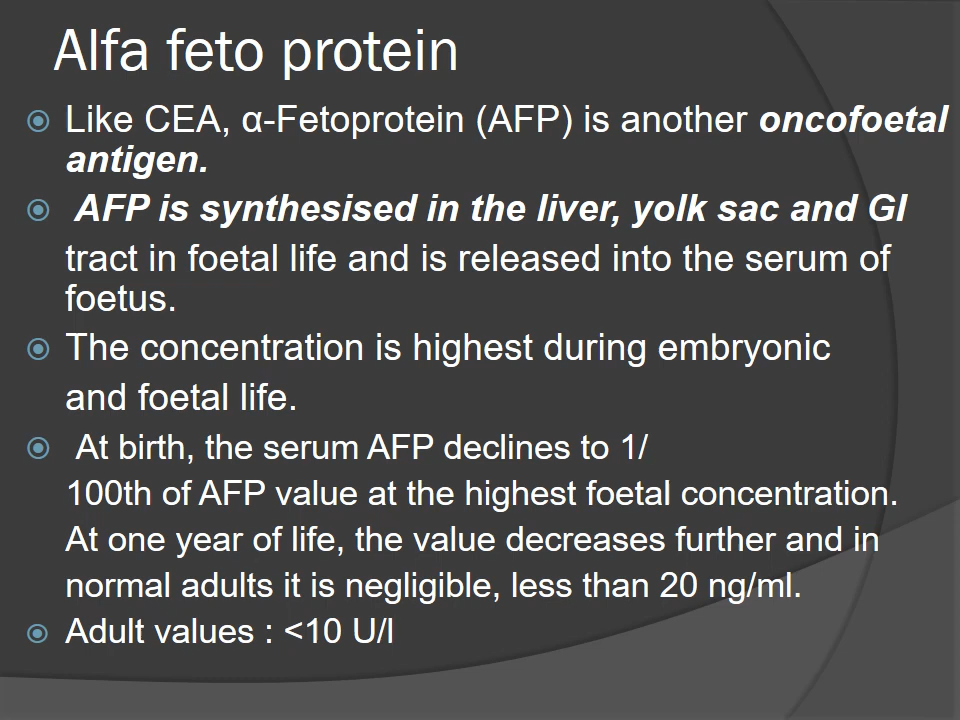 Alfa feto protein
Like CEA, α-Fetoprotein (AFP) is another oncofoetal
antigen.
AFP is synthesised in the liver, yolk sac and GI
tract in foetal life and is released into the serum of
foetus.
The concentration is highest during embryonic
and foetal life.
At birth, the serum AFP declines to 1/
100th of AFP value at the highest foetal concentration.
At one year of life, the value decreases further and in
normal adults it is negligible, less than 20 ng/ml.
Adult values : <10 U/l